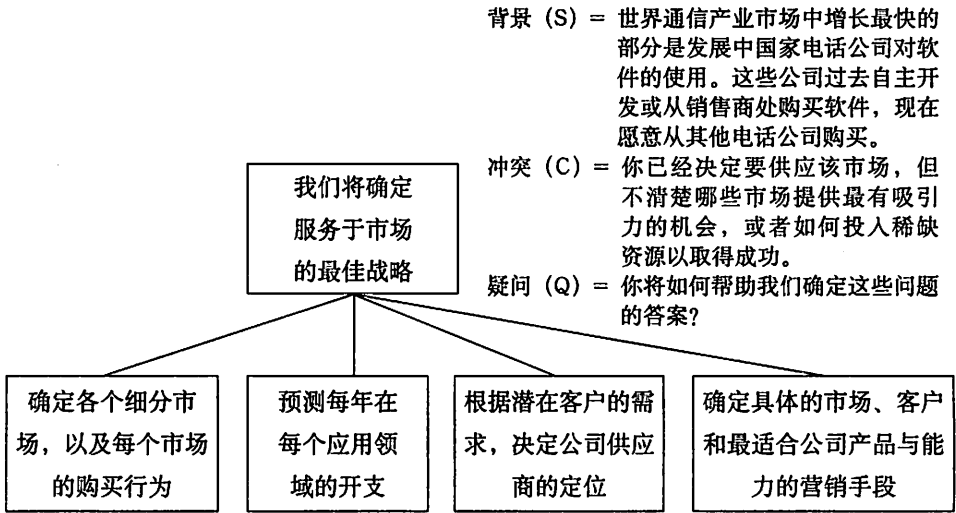 背景（S）= 世界通信产业市场中增长最快的
部分是发展中国家电话公司对软
件的使用。这些公司过去自主开
发或从销售商处购买软件，现在
愿意从其他电话公司购买。
冲突（C）= 你已经决定要供应该市场，但
不清楚哪些市场提供最有吸引
力的机会，或者如何投入稀缺
资源以取得成功。
疑问（Q）= 你将如何帮助我们确定这些问题
的答案？
我们将确定
服务于市场
的最佳战略
确定各个细分市
场，以及每个市场
的购买行为
预测每年在
每个应用领
域的开支
根据潜在客户的需
求，决定公司供应
商的定位
确定具体的市场、客户
和最适合公司产品与能
力的营销手段